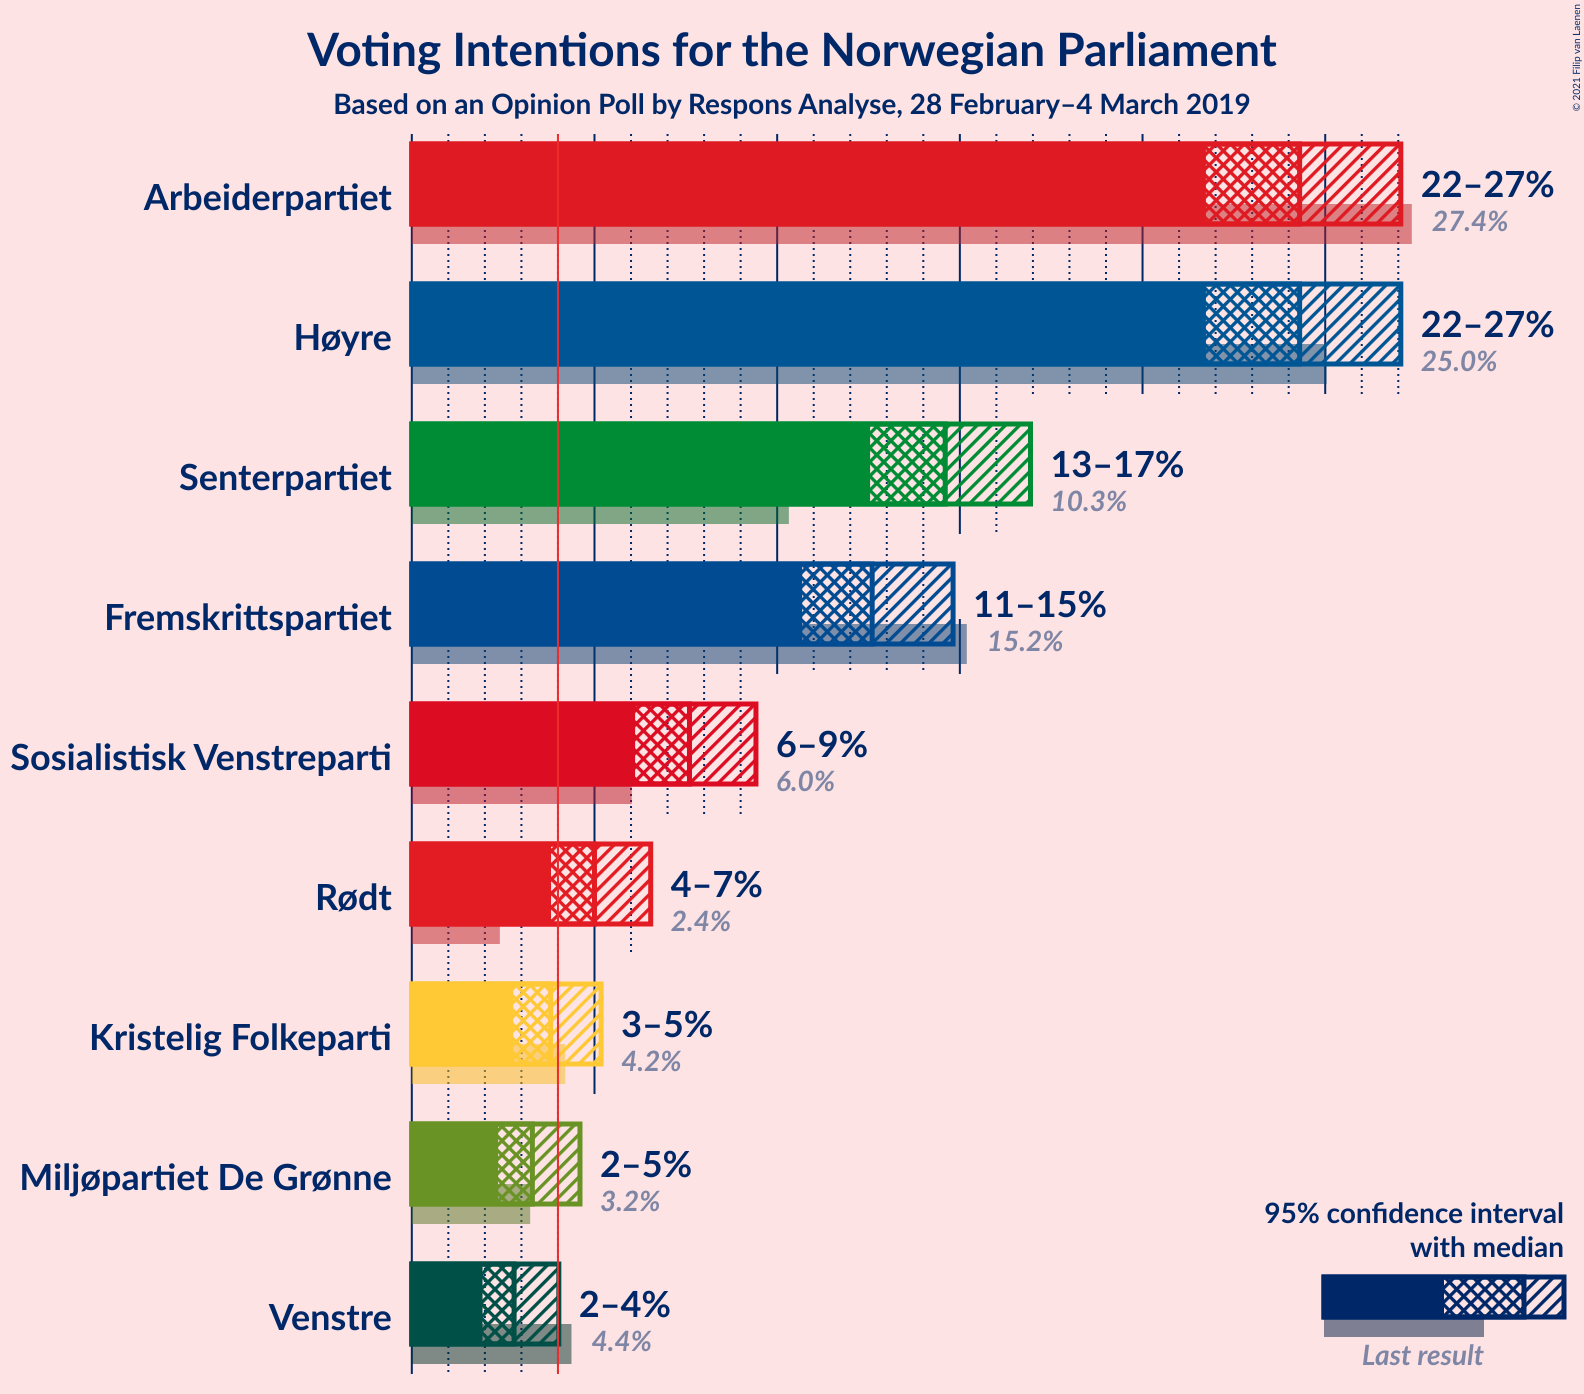 Voting Intentions for the Norwegian Parliament
Based on an Opinion Poll by Respons Analyse, 28 February–4 March 2019
© 2021 Filip van Laenen
Arbeiderpartiet
22–27%
27.4%
Høyre
22–27%
25.0%
Senterpartiet
13–17%
10.3%
Fremskrittspartiet
11–15%
15.2%
Sosialistisk Venstreparti
6–9%
6.0%
Rødt
4–7%
2.4%
Kristelig Folkeparti
3–5%
4.2%
Miljøpartiet De Grønne
2–5%
3.2%
Venstre
2–4%
4.4%
95% confidence interval
with median
Last result